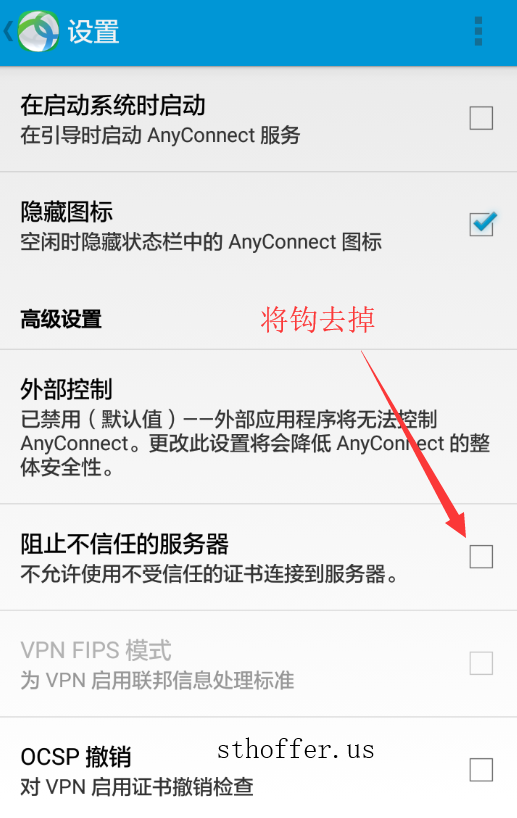 设置
在启动系统时启动
在引导时启动 AnyConnect 服务
隐藏图标
空闲时隐藏状态栏中的 AnyConnect 图标
高级设置
将钩去掉
外部控制
已禁用（默认值）——外部应用程序将无法控制
AnyConnect。更改此设置将会降低 AnyConnect 的整
体安全性。
阻止不信任的服务器
不允许使用不受信任的证书连接到服务器。
VPN FIPS 模式
为 VPN 启用联邦信息处理标准
OCSP 撤销
sthoffer.us
对 VPN 启用证书撤销检查